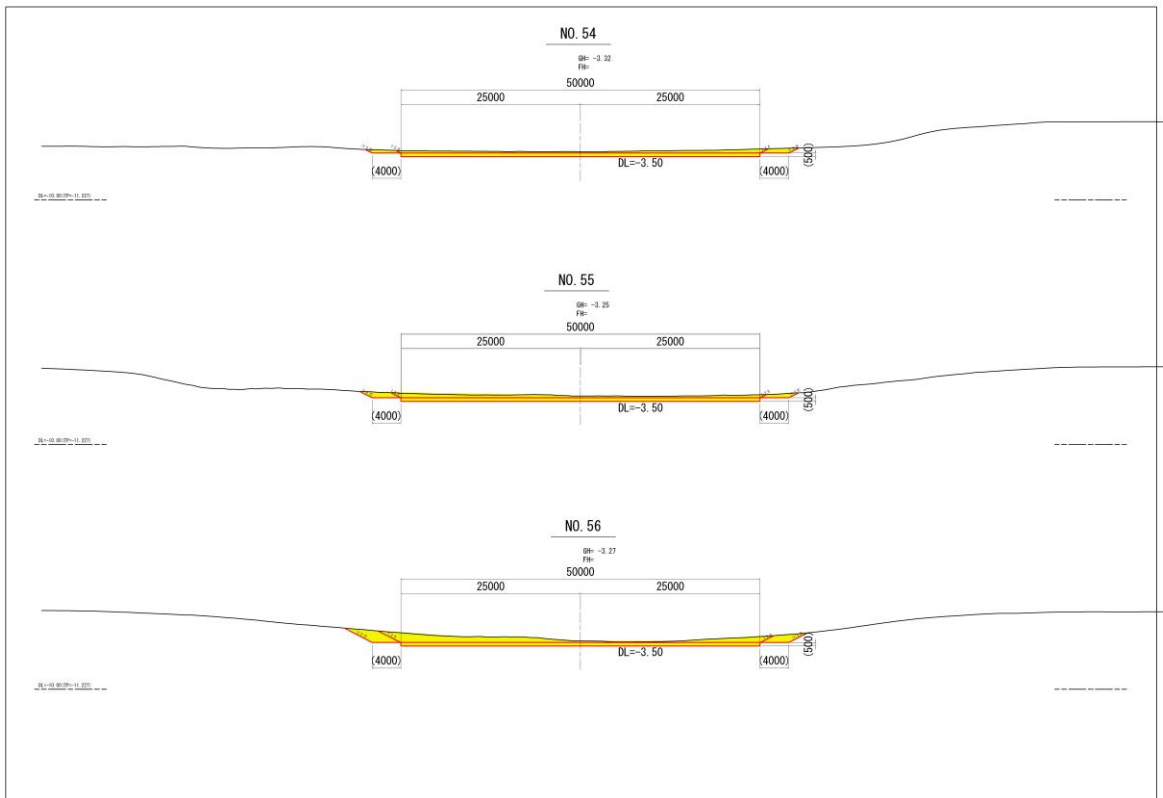 NO. 54
GH= -3.32
FH=
50000
25000 25000
DL=-3.50
(500)
(4000) (4000)
NO. 55
GH= -3.25
FH=
50000
25000 25000
DL=-3.50
(500)
(4000) (4000)
NO. 56
GH= -3.27
FH=
50000
25000 25000
DL=-3.50
(500)
(4000) (4000)